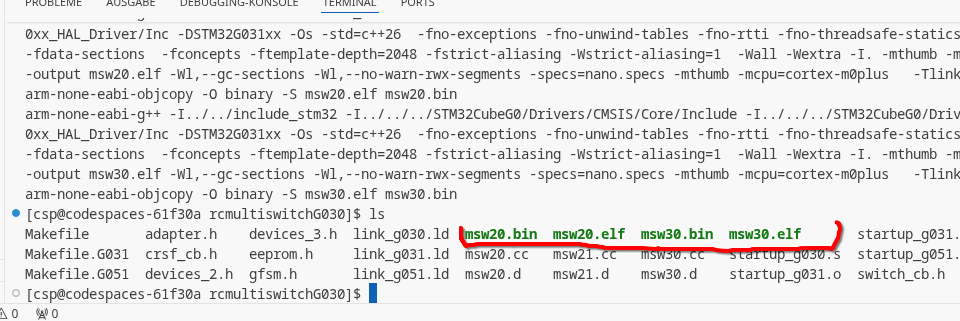 PROBLEME AUSGABE DEBUGGING-KONSOLE TERMINAL PORTS
0xx_HAL_Driver/Inc -DSTM32G031xx -Os -std=c++26 -fno-exceptions -fno-unwind-tables -fno-rtti -fno-threadsafe-statics
-fdata-sections -fconcepts -ftemplate-depth=2048 -fstrict-aliasing -Wstrict-aliasing=1 -Wall -Wextra -I. -mthumb -m
-output msw20.elf -Wl,--gc-sections -Wl,--no-warn-rwx-segments -specs=nano.specs -mthumb -mcpu=cortex-m0plus -Tlink
arm-none-eabi-objcopy -O binary -S msw20.elf msw20.bin
arm-none-eabi-g++ -I../../include_stm32 -I../../../STM32CubeG0/Drivers/CMSIS/Core/Include -I../../../STM32CubeG0/Driv
0xx_HAL_Driver/Inc -DSTM32G031xx -Os -std=c++26 -fno-exceptions -fno-unwind-tables -fno-rtti -fno-threadsafe-statics
-fdata-sections -fconcepts -ftemplate-depth=2048 -fstrict-aliasing -Wstrict-aliasing=1 -Wall -Wextra -I. -mthumb -m
-output msw30.elf -Wl,--gc-sections -Wl,--no-warn-rwx-segments -specs=nano.specs -mthumb -mcpu=cortex-m0plus -Tlink
arm-none-eabi-objcopy -O binary -S msw30.elf msw30.bin
[csp@codespaces-61f30a rcmultiswitchG030]$ ls
Makefile adapter.h devices_3.h link_g030.ld msw20.bin msw20.elf msw30.bin msw30.elf startup_g031.
Makefile.G031 crsf_cb.h eeprom.h link_g031.ld msw20.cc msw21.cc msw30.cc startup_g030.s startup_g051.
Makefile.G051 devices_2.h gfsm.h link_g051.ld msw20.d msw21.d msw30.d startup_g031.o switch_cb.h
[csp@codespaces-61f30a rcmultiswitchG030]$
0 0